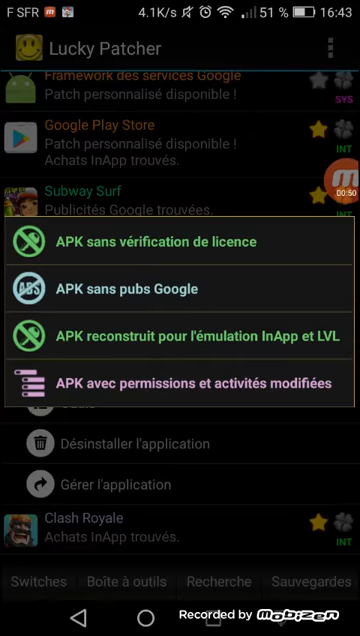 F SFR 4.1K/s 51 % 16:43
Lucky Patcher
Framework des services Google
Patch personnalisé disponible !
SYS
Google Play Store
Patch personnalisé disponible !
Achats InApp trouvés.
INT
00:50
Subway Surf
Publicités Google trouvées.
INT
APK sans vérification de licence
ADS
APK sans pubs Google
APK reconstruit pour l'émulation InApp et LVL
APK avec permissions et activités modifiées
Désinstaller l'application
Gérer l'application
Clash Royale
Achats InApp trouvés.
INT
Switches Boîte à outils Recherche Sauvegardes
Recorded by mobizen